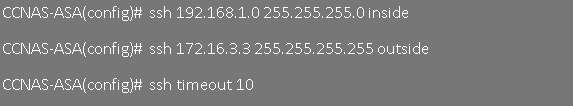 CCNAS-ASA(config)# ssh 192.168.1.0 255.255.255.0 inside
CCNAS-ASA(config)# ssh 172.16.3.3 255.255.255.255 outside
CCNAS-ASA(config)# ssh timeout 10